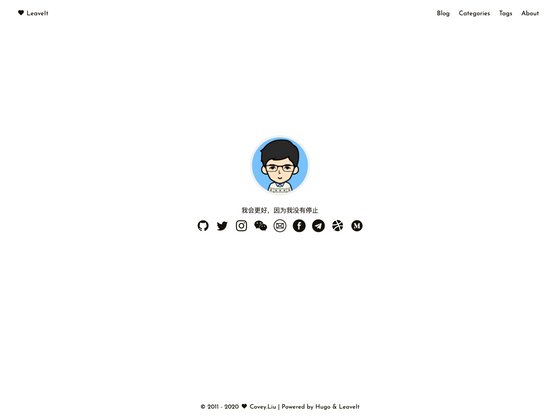 LeaveIt
Blog Categories Tags About
我会更好，因为我没有停止
© 2011 - 2020 ♥ Covey.Liu | Powered by Hugo & LeaveIt